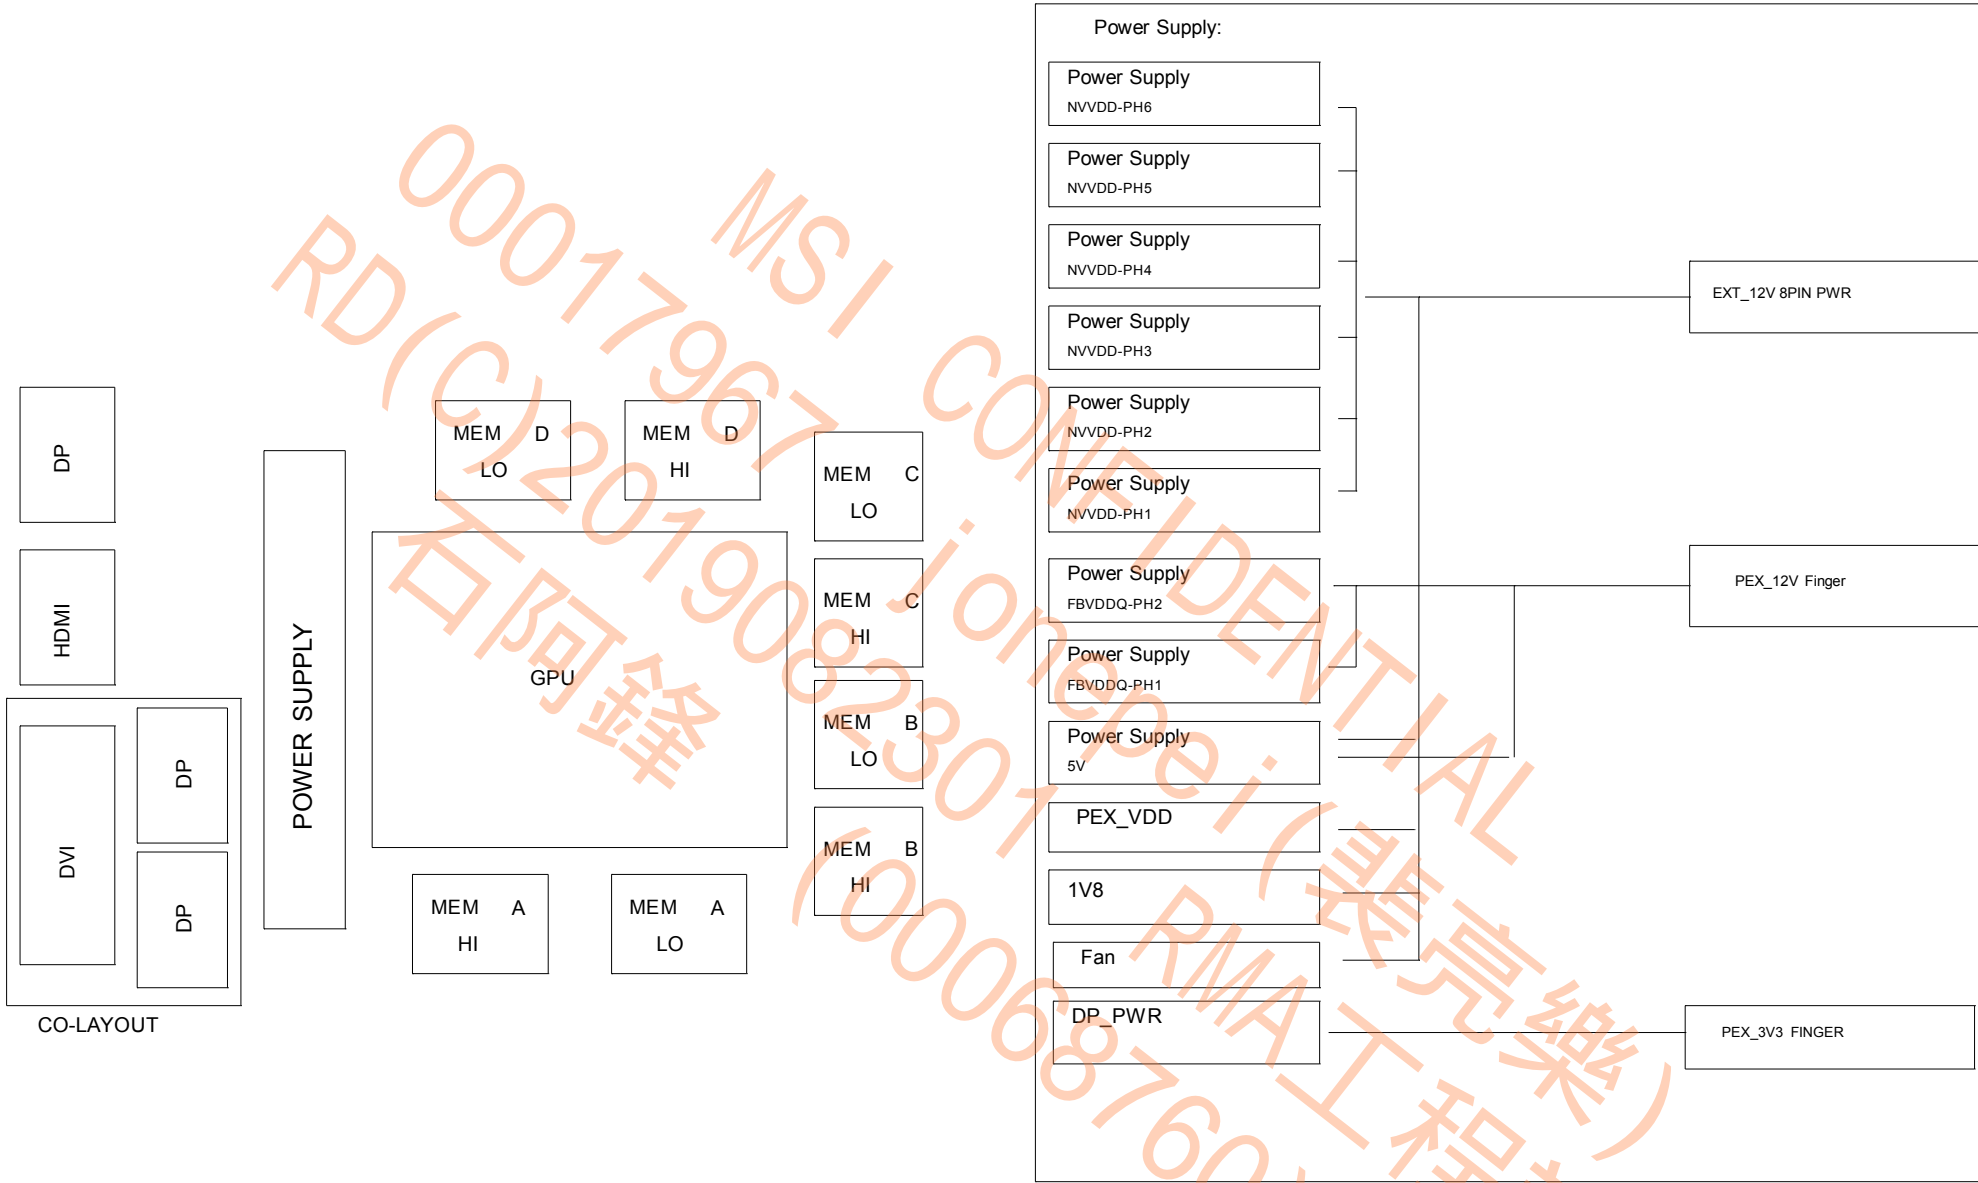 Power Supply:
Power Supply
NVVDD-PH6
Power Supply
NVVDD-PH5
Power Supply
NVVDD-PH4
Power Supply
NVVDD-PH3
Power Supply
NVVDD-PH2
Power Supply
NVVDD-PH1
Power Supply
FBVDDQ-PH2
Power Supply
FBVDDQ-PH1
Power Supply
5V
PEX_VDD
1V8
Fan
DP_PWR
EXT_12V 8PIN PWR
PEX_12V Finger
PEX_3V3 FINGER
DP
HDMI
DVI
DP
DP
CO-LAYOUT
POWER SUPPLY
GPU
MEM D
LO
MEM D
HI
MEM C
LO
MEM C
HI
MEM B
LO
MEM B
HI
MEM A
HI
MEM A
LO
MSI CONFIDENTIAL
00017967 jonepei(裴亮樂)
RD(C)2019082301 RMA工程
石阿鋒 (00068760)